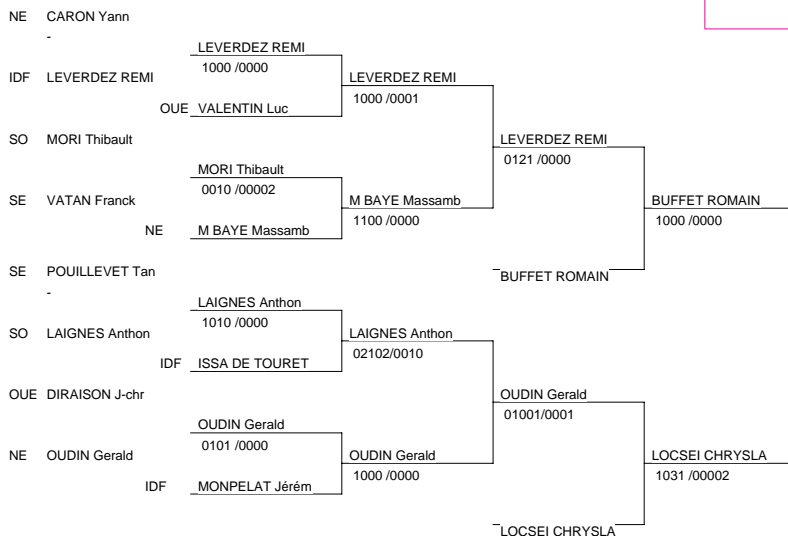 NE CARON Yann
-
LEVERDEZ REMI
1000 /0000
IDF LEVERDEZ REMI
LEVERDEZ REMI
1000 /0001
OUE VALENTIN Luc
SO MORI Thibault
LEVERDEZ REMI
0121 /0000
MORI Thibault
0010 /00002
SE VATAN Franck
M BAYE Massamb
1100 /0000
BUFFET ROMAIN
1000 /0000
NE M BAYE Massamb
SE POUILLEVET Tan
-
BUFFET ROMAIN
LAIGNES Anthon
1010 /0000
SO LAIGNES Anthon
LAIGNES Anthon
02102/0010
IDF ISSA DE TOURET
OUE DIRAISON J-chr
OUDIN Gerald
01001/0001
OUDIN Gerald
0101 /0000
NE OUDIN Gerald
OUDIN Gerald
1000 /0000
LOCSEI CHRYSLA
1031 /00002
IDF MONPELAT Jérém
LOCSEI CHRYSLA